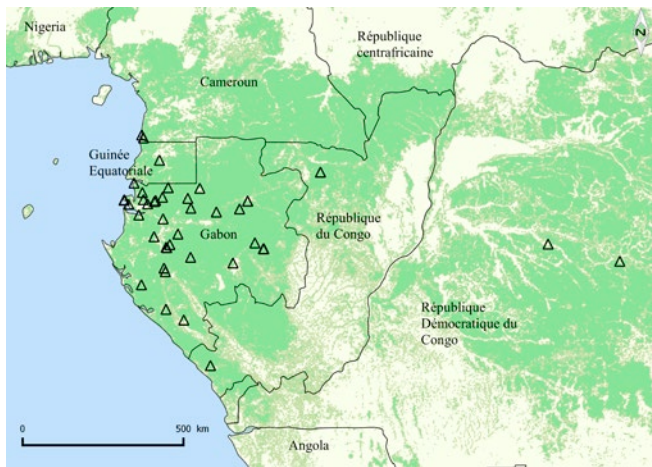 Nigeria
République
centrafricaine
N
Cameroun
Guinée
Equatoriale
République
du Congo
Gabon
République
Démocratique du
Congo
0
500 km
Angola